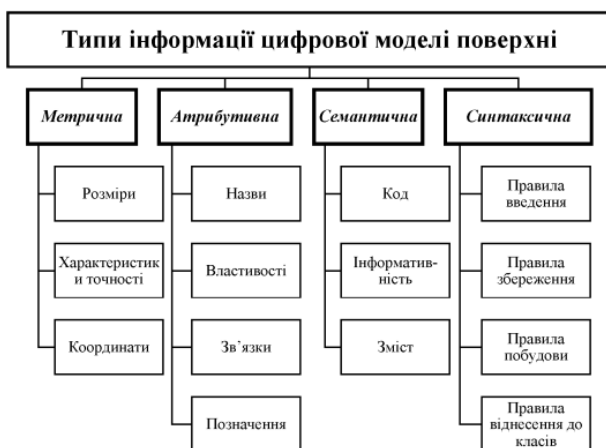 Типи інформації цифрової моделі поверхні
Метрична
Атрибутивна
Семантична
Синтаксична
Розміри
Назви
Код
Правила
введення
Характеристик
и точності
Властивості
Інформатив-
ність
Правила
збереження
Координати
Зв’язки
Зміст
Правила
побудови
Позначення
Правила
віднесення до
класів